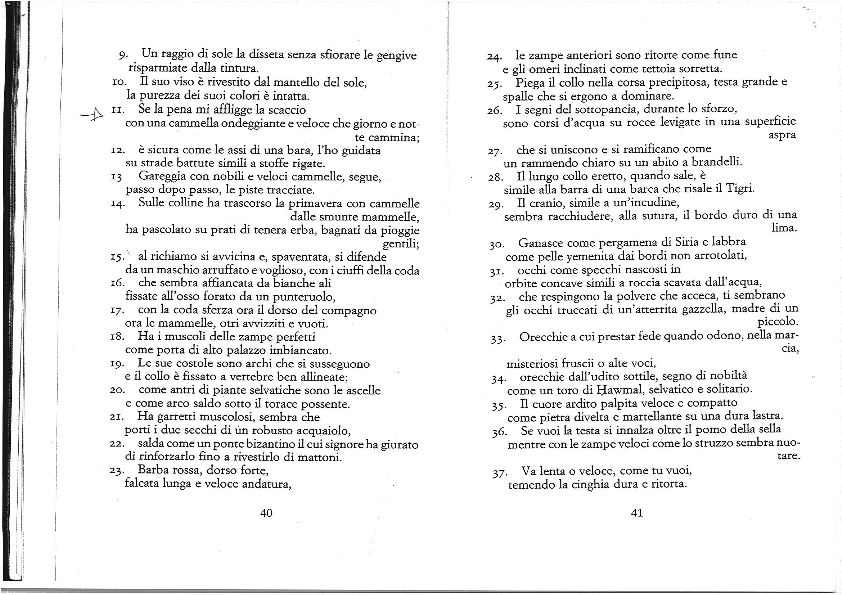 9. Un raggio di sole la disseta senza sfiorare le gengive
risparmiate dalla tintura.
10. Il suo viso è rivestito dal mantello del sole,
la purezza dei suoi colori è intatta.
11. Se la pena mi affligge la scaccio
con una cammella ondeggiante e veloce che giorno e not-
te cammina;
12. è sicura come le assi di una bara, l'ho guidata
su strade battute simili a stoffe rigate.
13 Gareggia con nobili e veloci cammelle, segue,
passo dopo passo, le piste tracciate.
14. Sulle colline ha trascorso la primavera con cammelle
dalle smunte mammelle,
ha pascolato su prati di tenera erba, bagnati da pioggie
gentili;
15. al richiamo si avvicina e, spaventata, si difende
da un maschio arruffato e voglioso, con i ciuffi della coda
16. che sembra affiancata da bianche ali
fissate all'osso forato da un punteruolo,
17. con la coda sferza ora il dorso del compagno
ora le mammelle, otri avvizziti e vuoti.
18. Ha i muscoli delle zampe perfetti
come porta di alto palazzo imbiancato.
19. Le sue costole sono archi che si susseguono
e il collo è fissato a vertebre ben allineate;
20. come antri di piante selvatiche sono le ascelle
e come arco saldo sotto il torace possente.
21. Ha garretti muscolosi, sembra che
porti i due secchi di un robusto acquaiolo,
22. salda come un ponte bizantino il cui signore ha giurato
di rinforzarlo fino a rivestirlo di mattoni.
23. Barba rossa, dorso forte,
falcata lunga e veloce andatura,
40
24. le zampe anteriori sono ritorte come fune
e gli omeri inclinati come tettoia sorretta.
25. Piega il collo nella corsa precipitosa, testa grande e
spalle che si ergono a dominare.
26. I segni del sottopancia, durante lo sforzo,
sono corsi d'acqua su rocce levigate in una superficie
aspra
27. che si uniscono e si ramificano come
un rammendo chiaro su un abito a brandelli.
28. Il lungo collo eretto, quando sale, è
simile alla barra di una barca che risale il Tigri.
29. Il cranio, simile a un'incudine,
sembra racchiudere, alla sutura, il bordo duro di una
lima.
30. Ganasce come pergamena di Siria e labbra
come pelle yemenita dai bordi non arrotolati,
31. occhi come specchi nascosti in
orbite concave simili a roccia scavata dall'acqua,
32. che respingono la polvere che acceca, ti sembrano
gli occhi truccati di un'atterrita gazzella, madre di un
piccolo.
33. Orecchie a cui prestar fede quando odono, nella mar-
cia,
misteriosi fruscii o alte voci,
34. orecchie dall'udito sottile, segno di nobiltà
come un toro di Ḥawmal, selvatico e solitario.
35. Il cuore ardito palpita veloce e compatto
come pietra divelta e martellante su una dura lastra.
36. Se vuoi la testa si innalza oltre il pomo della sella
mentre con le zampe veloci come lo struzzo sembra nuo-
tare.
37. Va lenta o veloce, come tu vuoi,
temendo la cinghia dura e ritorta.
41